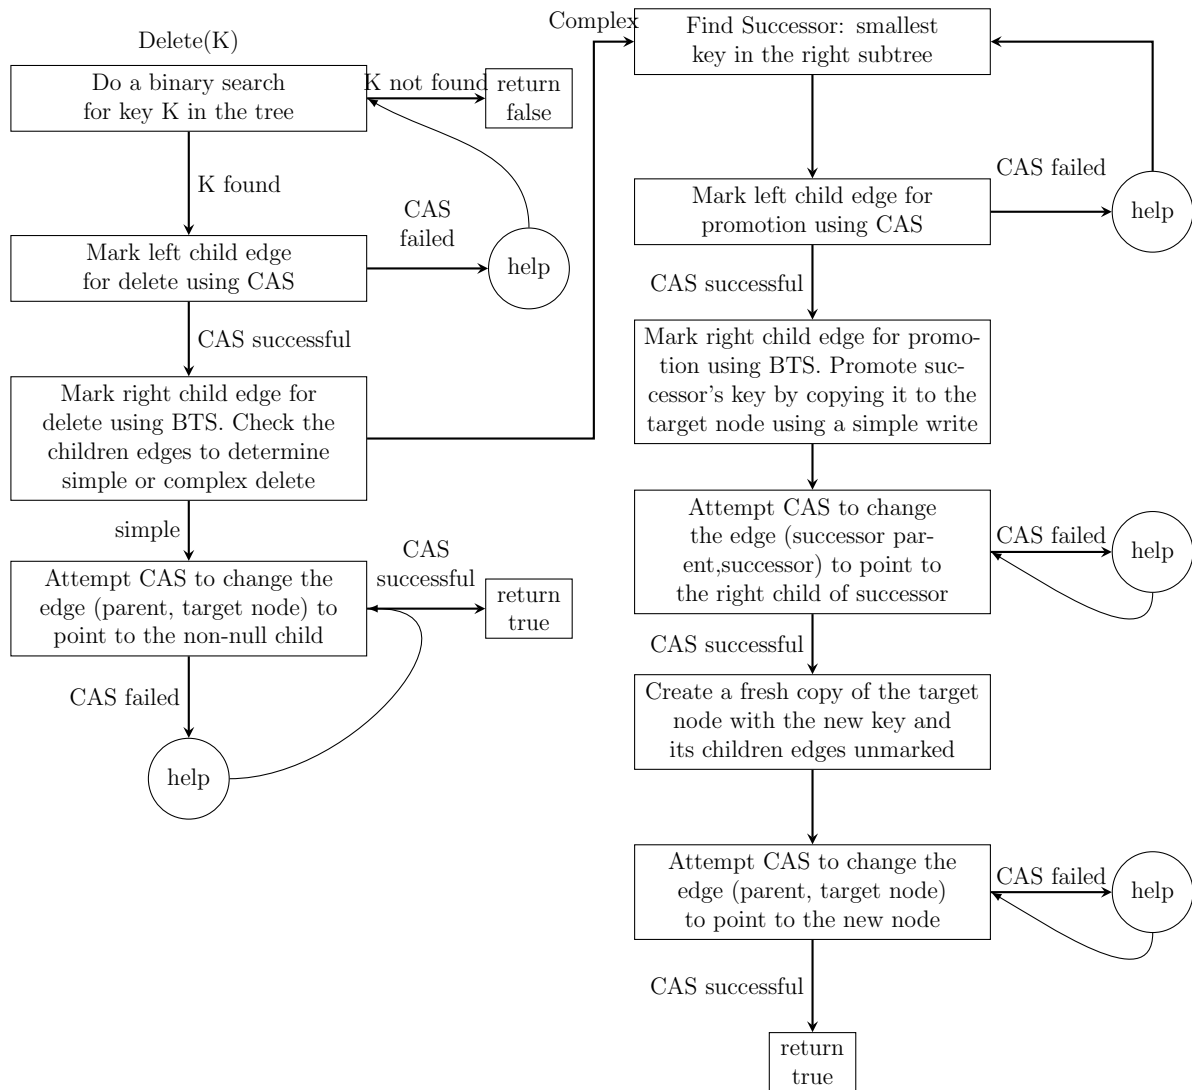 Delete(K)
Do a binary search
for key K in the tree
K not found
return
false
K found
Mark left child edge
for delete using CAS
CAS
failed
help
CAS successful
Mark right child edge for
delete using BTS. Check the
children edges to determine
simple or complex delete
simple
Attempt CAS to change the
edge (parent, target node) to
point to the non-null child
CAS
successful
return
true
CAS failed
help
Complex
Find Successor: smallest
key in the right subtree
Mark left child edge for
promotion using CAS
CAS failed
help
CAS successful
Mark right child edge for promo-
tion using BTS. Promote suc-
cessor's key by copying it to the
target node using a simple write
Attempt CAS to change
the edge (successor par-
ent,successor) to point to
the right child of successor
CAS failed
help
CAS successful
Create a fresh copy of the target
node with the new key and
its children edges unmarked
Attempt CAS to change the
edge (parent, target node)
to point to the new node
CAS failed
help
CAS successful
return
true